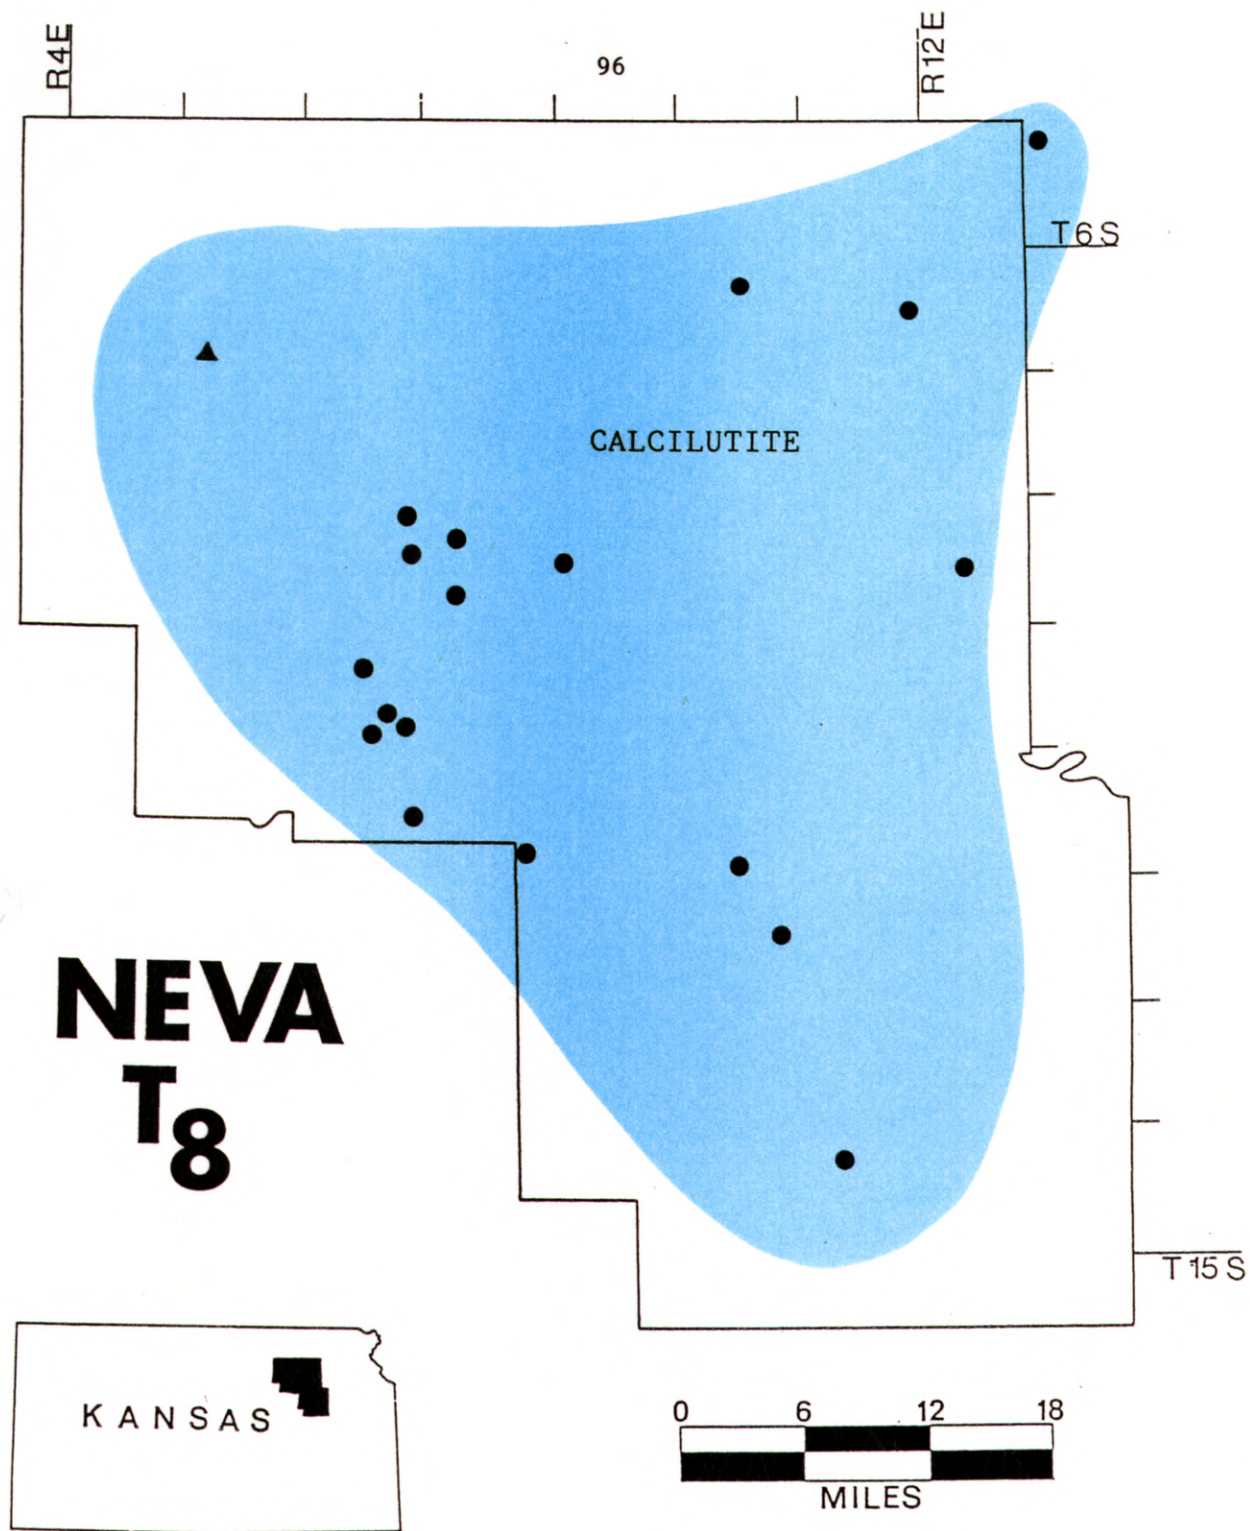 R4E
96
R12E
T6S
CALCILUTITE
NEVA
T8
T15S
KANSAS
0 6 12 18
MILES